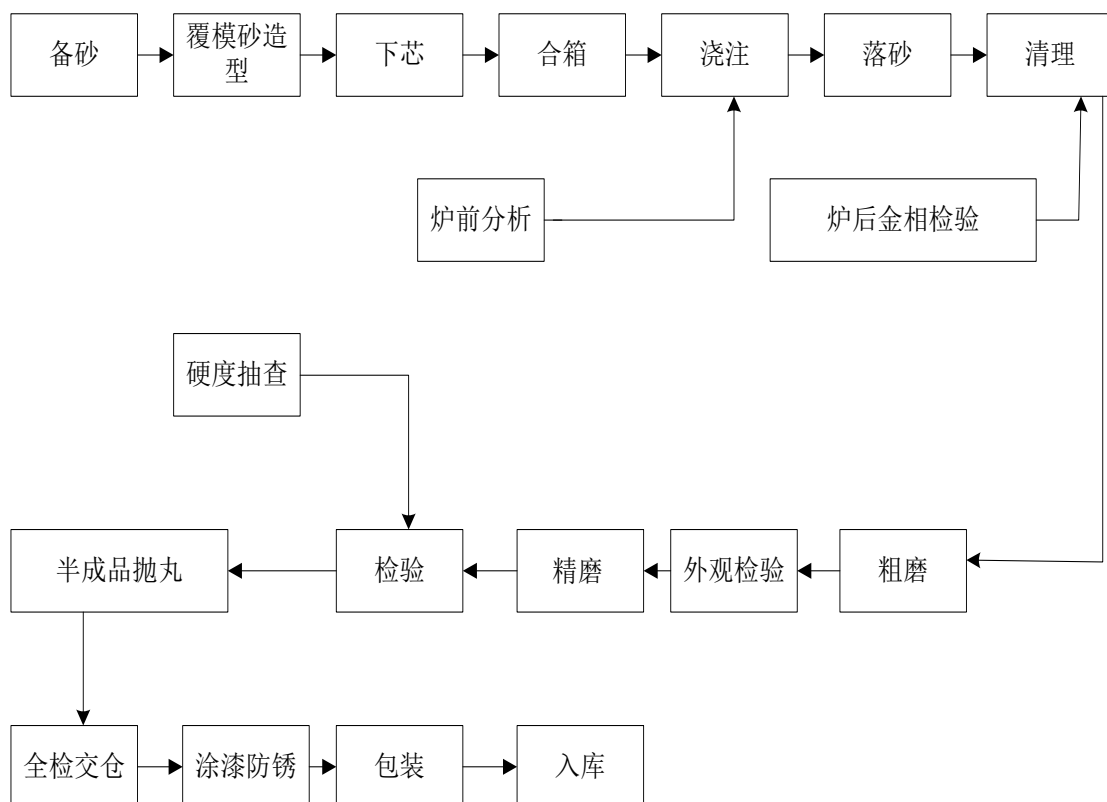 备砂
覆模砂造
型
下芯
合箱
浇注
落砂
清理
炉前分析
炉后金相检验
硬度抽查
半成品抛丸
检验
精磨
外观检验
粗磨
全检交仓
涂漆防锈
包装
入库